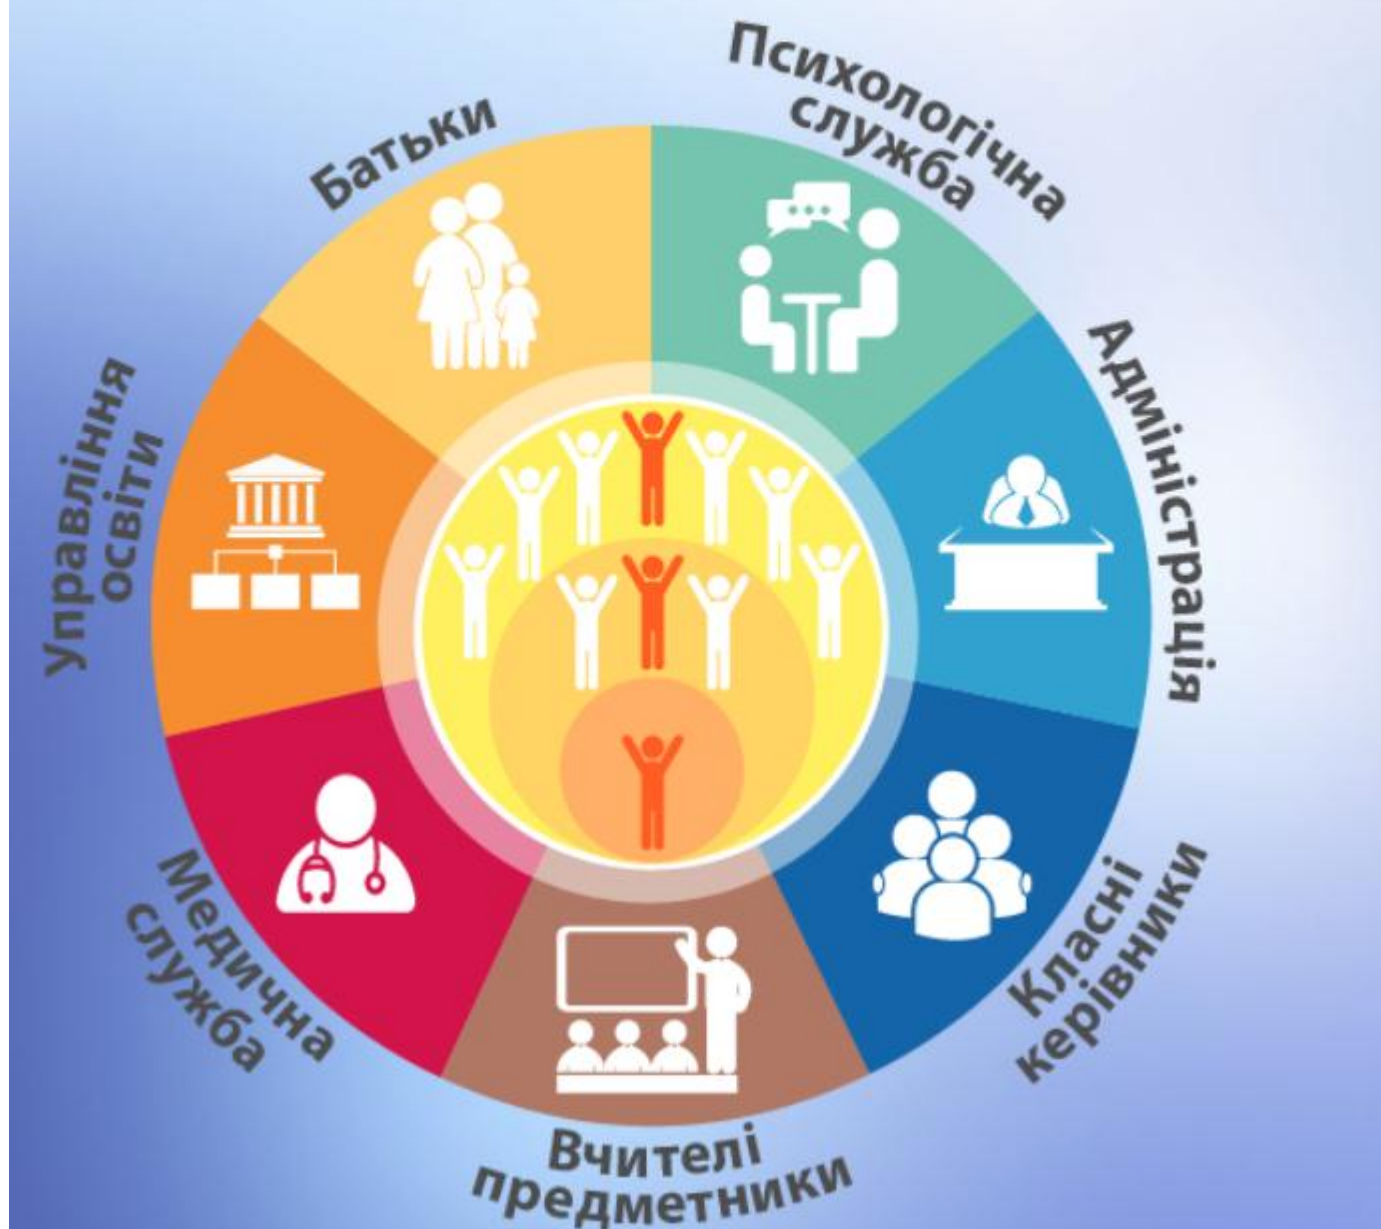 Психологічна
служба
Адміністрація
Класні
керівники
Вчителі
предметники
Медична
служба
Управління
освіти
Батьки